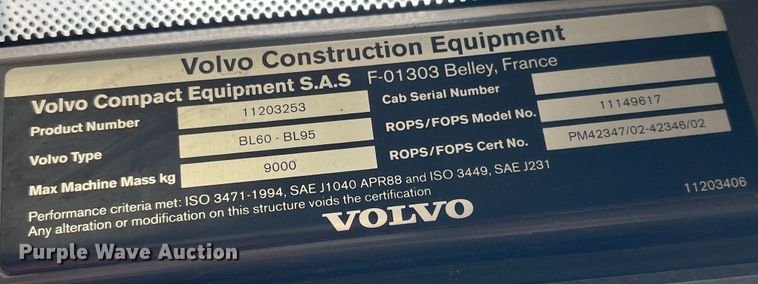 Volvo Construction Equipment
Volvo Compact Equipment S.A.S F-01303 Belley, France
Product Number 11203253
Volvo Type BL60 - BL95
Max Machine Mass kg 9000
Cab Serial Number
ROPS/FOPS Model No. 11149617
ROPS/FOPS Cert No. PM42347/02-42346/02
Performance criteria met: ISO 3471-1994, SAE J1040 APR88 and ISO 3449, SAE J231
Any alteration or modification on this structure voids the certification
11203406
VOLVO
Purple Wave Auction